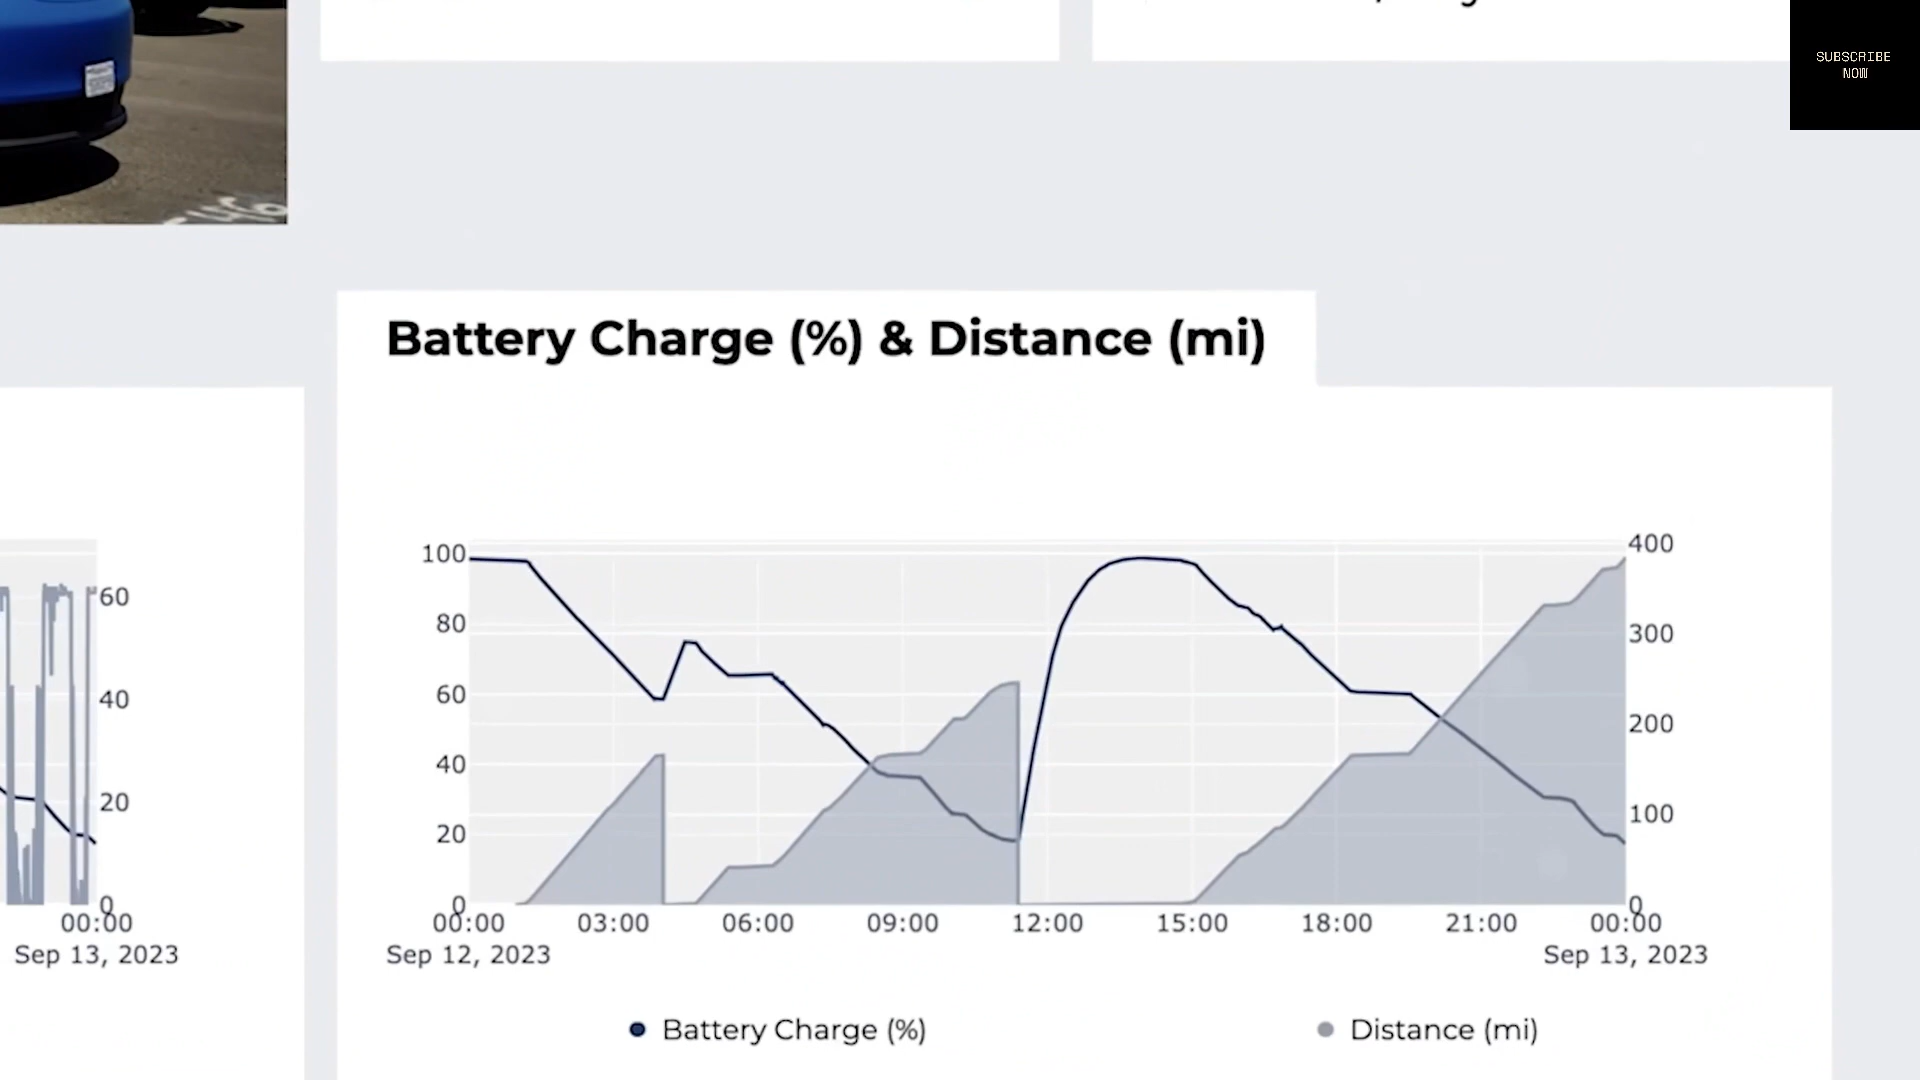 SUBSCRIBE
NOW
Battery Charge (%) & Distance (mi)
60
40
20
0
00:00
Sep 13, 2023
100
80
60
40
20
0
400
300
200
100
0
00:00 03:00 06:00 09:00 12:00 15:00 18:00 21:00 00:00
Sep 12, 2023 Sep 13, 2023
Battery Charge (%) Distance (mi)